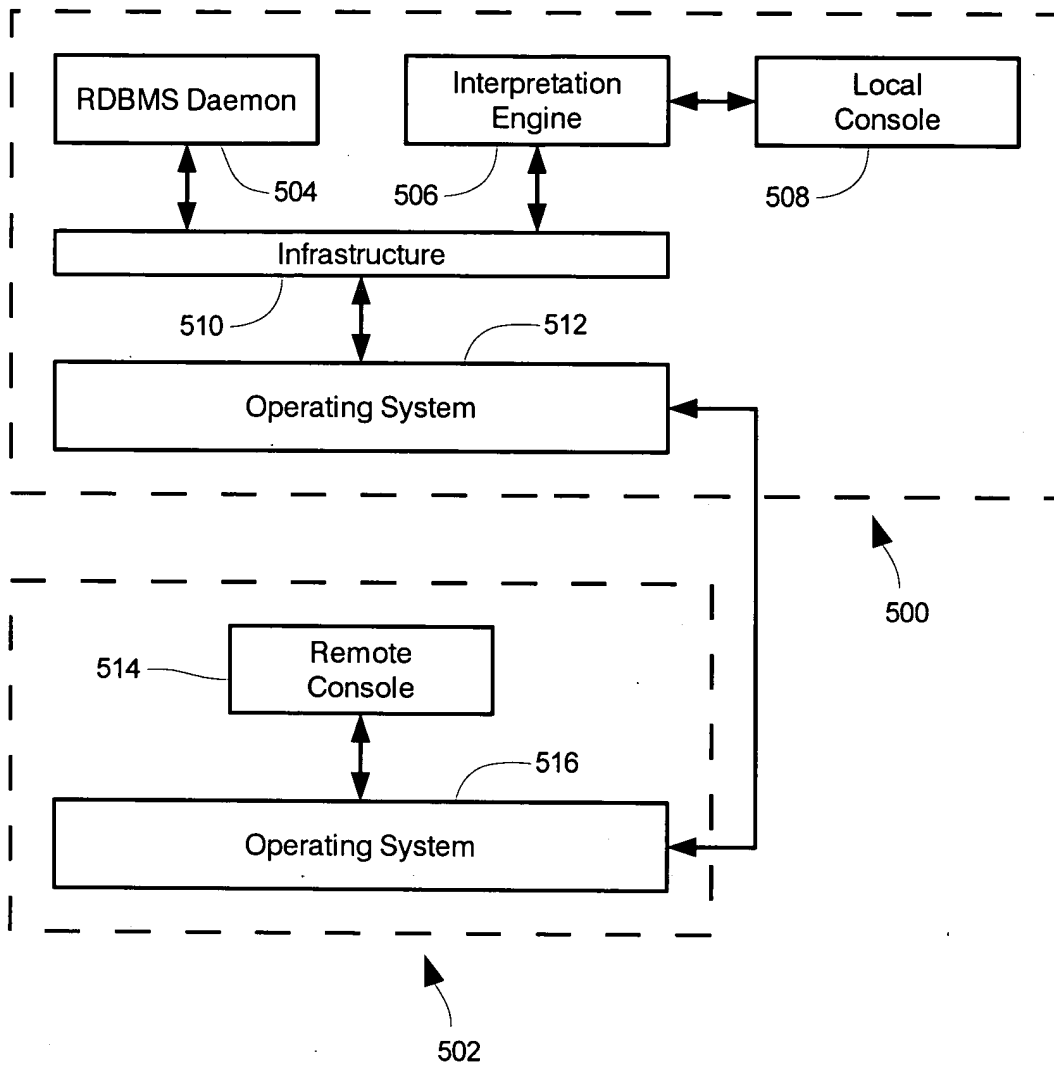 RDBMS Daemon
Interpretation
Engine
Local
Console
504
506
508
Infrastructure
510
512
Operating System
500
514
Remote
Console
516
Operating System
502